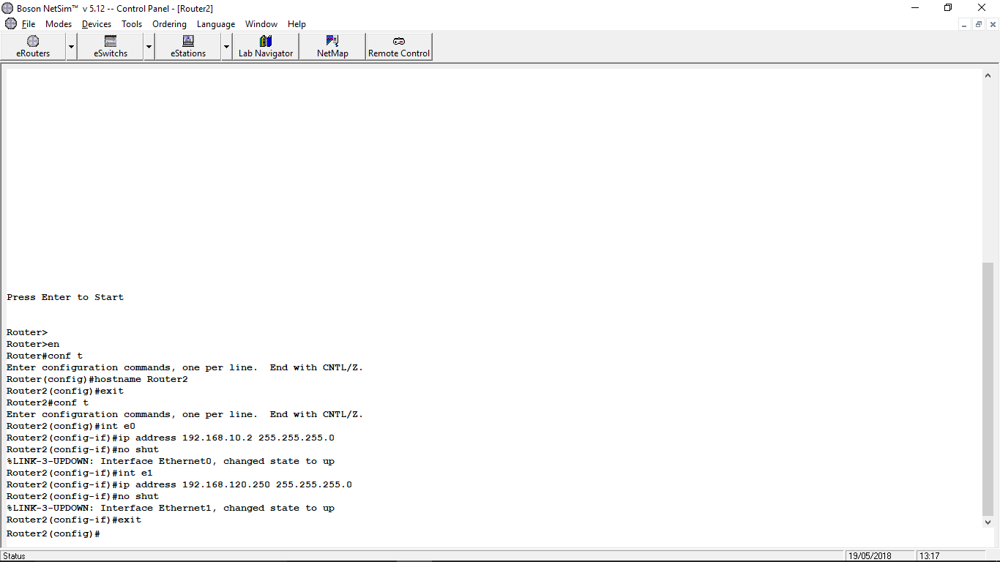 Boson NetSim™ v 5.12 -- Control Panel - [Router2]
File Modes Devices Tools Ordering Language Window Help
eRouters eSwitchs eStations Lab Navigator NetMap Remote Control
Press Enter to Start
Router>
Router>en
Router#conf t
Enter configuration commands, one per line.  End with CNTL/Z.
Router(config)#hostname Router2
Router2(config)#exit
Router2#conf t
Enter configuration commands, one per line.  End with CNTL/Z.
Router2(config)#int e0
Router2(config-if)#ip address 192.168.10.2 255.255.255.0
Router2(config-if)#no shut
%LINK-3-UPDOWN: Interface Ethernet0, changed state to up
Router2(config-if)#int e1
Router2(config-if)#ip address 192.168.120.250 255.255.255.0
Router2(config-if)#no shut
%LINK-3-UPDOWN: Interface Ethernet1, changed state to up
Router2(config-if)#exit
Router2(config)#
Status 19/05/2018 13:17